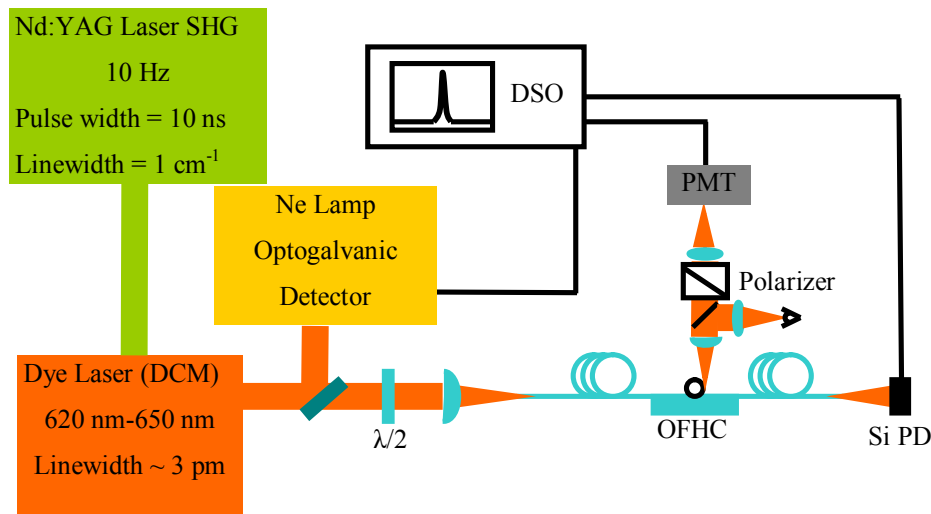 Nd:YAG Laser SHG
10 Hz
Pulse width = 10 ns
Linewidth = 1 cm⁻¹
DSO
PMT
Ne Lamp
Optogalvanic
Detector
Polarizer
Dye Laser (DCM)
620 nm-650 nm
Linewidth ~ 3 pm
λ/2
OFHC
Si PD